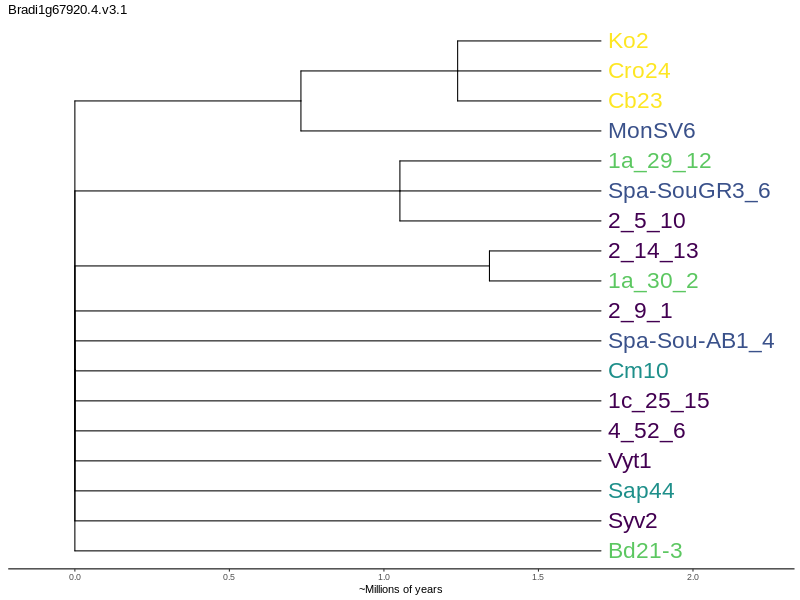 Bradi1g67920.4.v3.1
Ko2
Cro24
Cb23
MonSV6
1a_29_12
Spa-SouGR3_6
2_5_10
2_14_13
1a_30_2
2_9_1
Spa-Sou-AB1_4
Cm10
1c_25_15
4_52_6
Vyt1
Sap44
Syv2
Bd21-3
0.0 0.5 1.0 1.5 2.0
~Millions of years